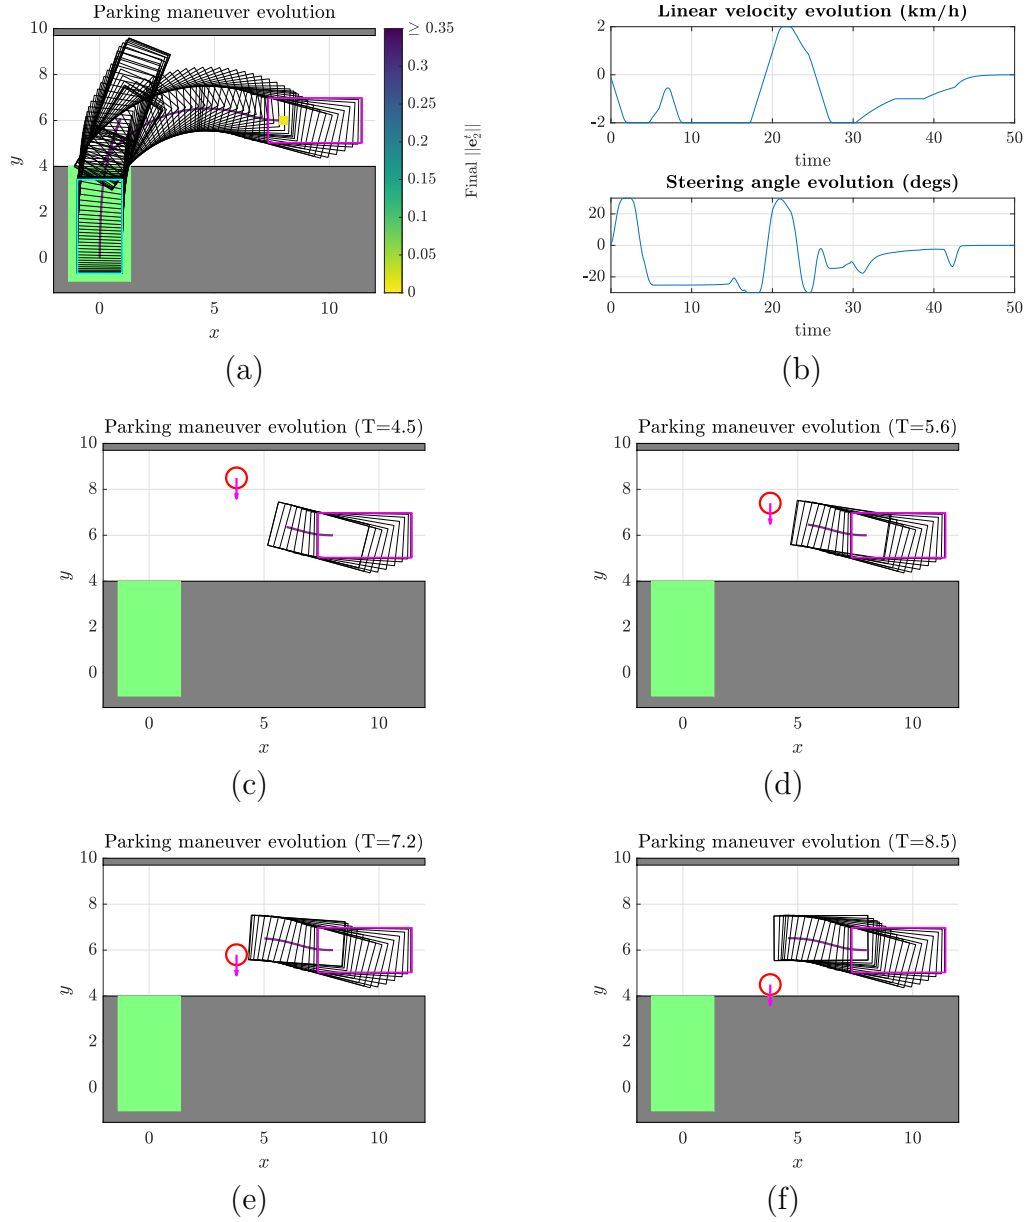 Parking maneuver evolution
10
8
6
4
2
0
y
0
5
10
x
≥ 0.35
0.3
0.25
0.2
0.15
0.1
0.05
0
Final ||e₂ᵗ||
(a)
Linear velocity evolution (km/h)
2
0
-2
0
10
20
30
40
50
time
Steering angle evolution (degs)
20
0
-20
0
10
20
30
40
50
time
(b)
Parking maneuver evolution (T=4.5)
10
8
6
4
2
0
y
0
5
10
x
(c)
Parking maneuver evolution (T=5.6)
10
8
6
4
2
0
y
0
5
10
x
(d)
Parking maneuver evolution (T=7.2)
10
8
6
4
2
0
y
0
5
10
x
(e)
Parking maneuver evolution (T=8.5)
10
8
6
4
2
0
y
0
5
10
x
(f)